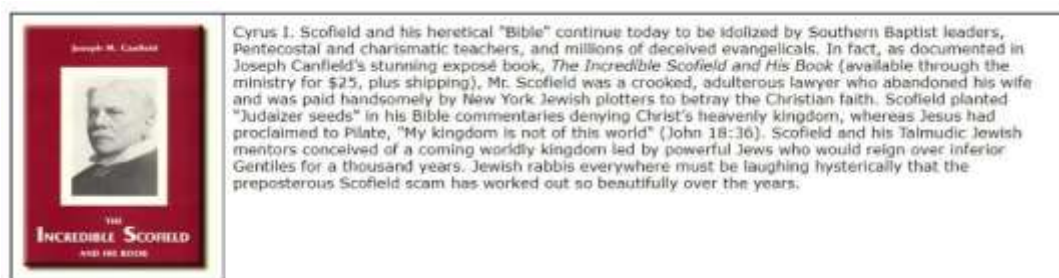 Joseph M. Canfield
THE
INCREDIBLE SCOFIELD
AND HIS BOOK
Cyrus I. Scofield and his heretical "Bible" continue today to be idolized by Southern Baptist leaders,
Pentecostal and charismatic teachers, and millions of deceived evangelicals. In fact, as documented in
Joseph Canfield's stunning exposé book, The Incredible Scofield and His Book (available through the
ministry for $25, plus shipping), Mr. Scofield was a crooked, adulterous lawyer who abandoned his wife
and was paid handsomely by New York Jewish plotters to betray the Christian faith. Scofield planted
"Judaizer seeds" in his Bible commentaries denying Christ's heavenly kingdom, whereas Jesus had
proclaimed to Pilate, "My kingdom is not of this world" (John 18:36). Scofield and his Talmudic Jewish
mentors conceived of a coming worldly kingdom led by powerful Jews who would reign over inferior
Gentiles for a thousand years. Jewish rabbis everywhere must be laughing hysterically that the
preposterous Scofield scam has worked out so beautifully over the years.